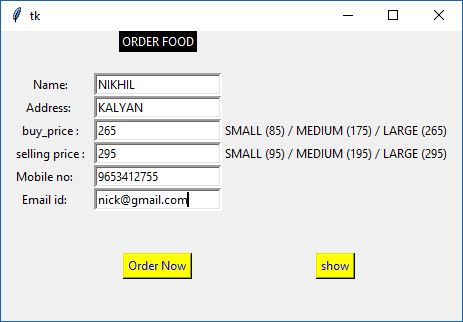 tk
ORDER FOOD
Name: NIKHIL
Address: KALYAN
buy_price : 265 SMALL (85) / MEDIUM (175) / LARGE (265)
selling price : 295 SMALL (95) / MEDIUM (195) / LARGE (295)
Mobile no: 9653412755
Email id: nick@gmail.com
Order Now show